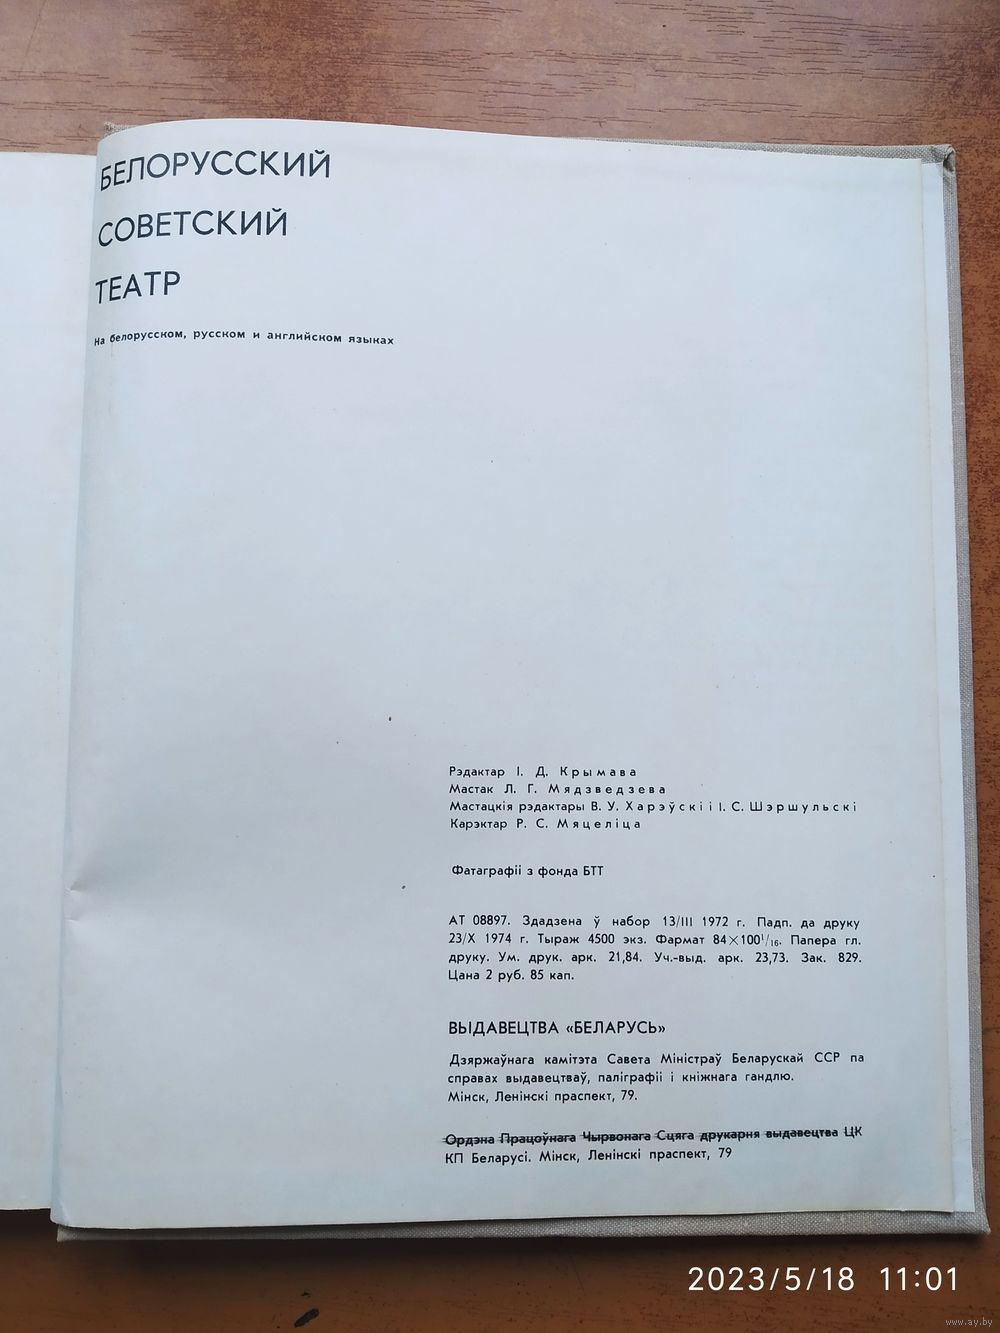 БЕЛОРУССКИЙ
СОВЕТСКИЙ
ТЕАТР
На белорусском, русском и английском языках
Рэдактар І. Д. Крымава
Мастак Л. Г. Мядзведзева
Мастацкія рэдактары В. У. Харэўскі і І. С. Шэршульскі
Карэктар Р. С. Мяцеліца
Фатаграфіі з фонда БТТ
АТ 08897. Здадзена ў набор 13/III 1972 г. Падп. да друку
23/X 1974 г. Тыраж 4500 экз. Фармат 84×100¹/₁₆. Папера гл.
друку. Ум. друк. арк. 21,84. Уч.-выд. арк. 23,73. Зак. 829.
Цана 2 руб. 85 кап.
ВЫДАВЕЦТВА «БЕЛАРУСЬ»
Дзяржаўнага камітэта Савета Міністраў Беларускай ССР па
справах выдавецтваў, паліграфіі і кніжнага гандлю.
Мінск, Ленінскі праспект, 79.
Ордэна Працоўнага Чырвонага Сцяга друкарня выдавецтва ЦК
КП Беларусі. Мінск, Ленінскі праспект, 79
2023/5/18 11:01
www.ay.by